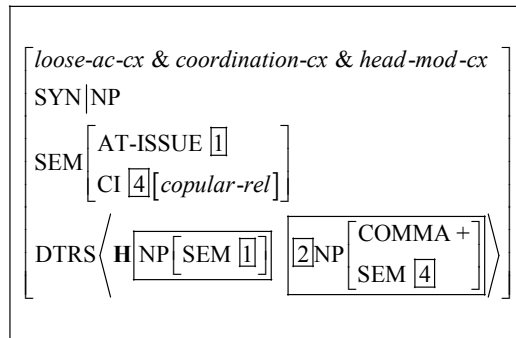 loose-ac-cx & coordination-cx & head-mod-cx
SYN|NP
SEM[AT-ISSUE [1]
CI [4][copular-rel]]
DTRS⟨H NP[SEM [1]] [2]NP[COMMA +
SEM [4]]⟩